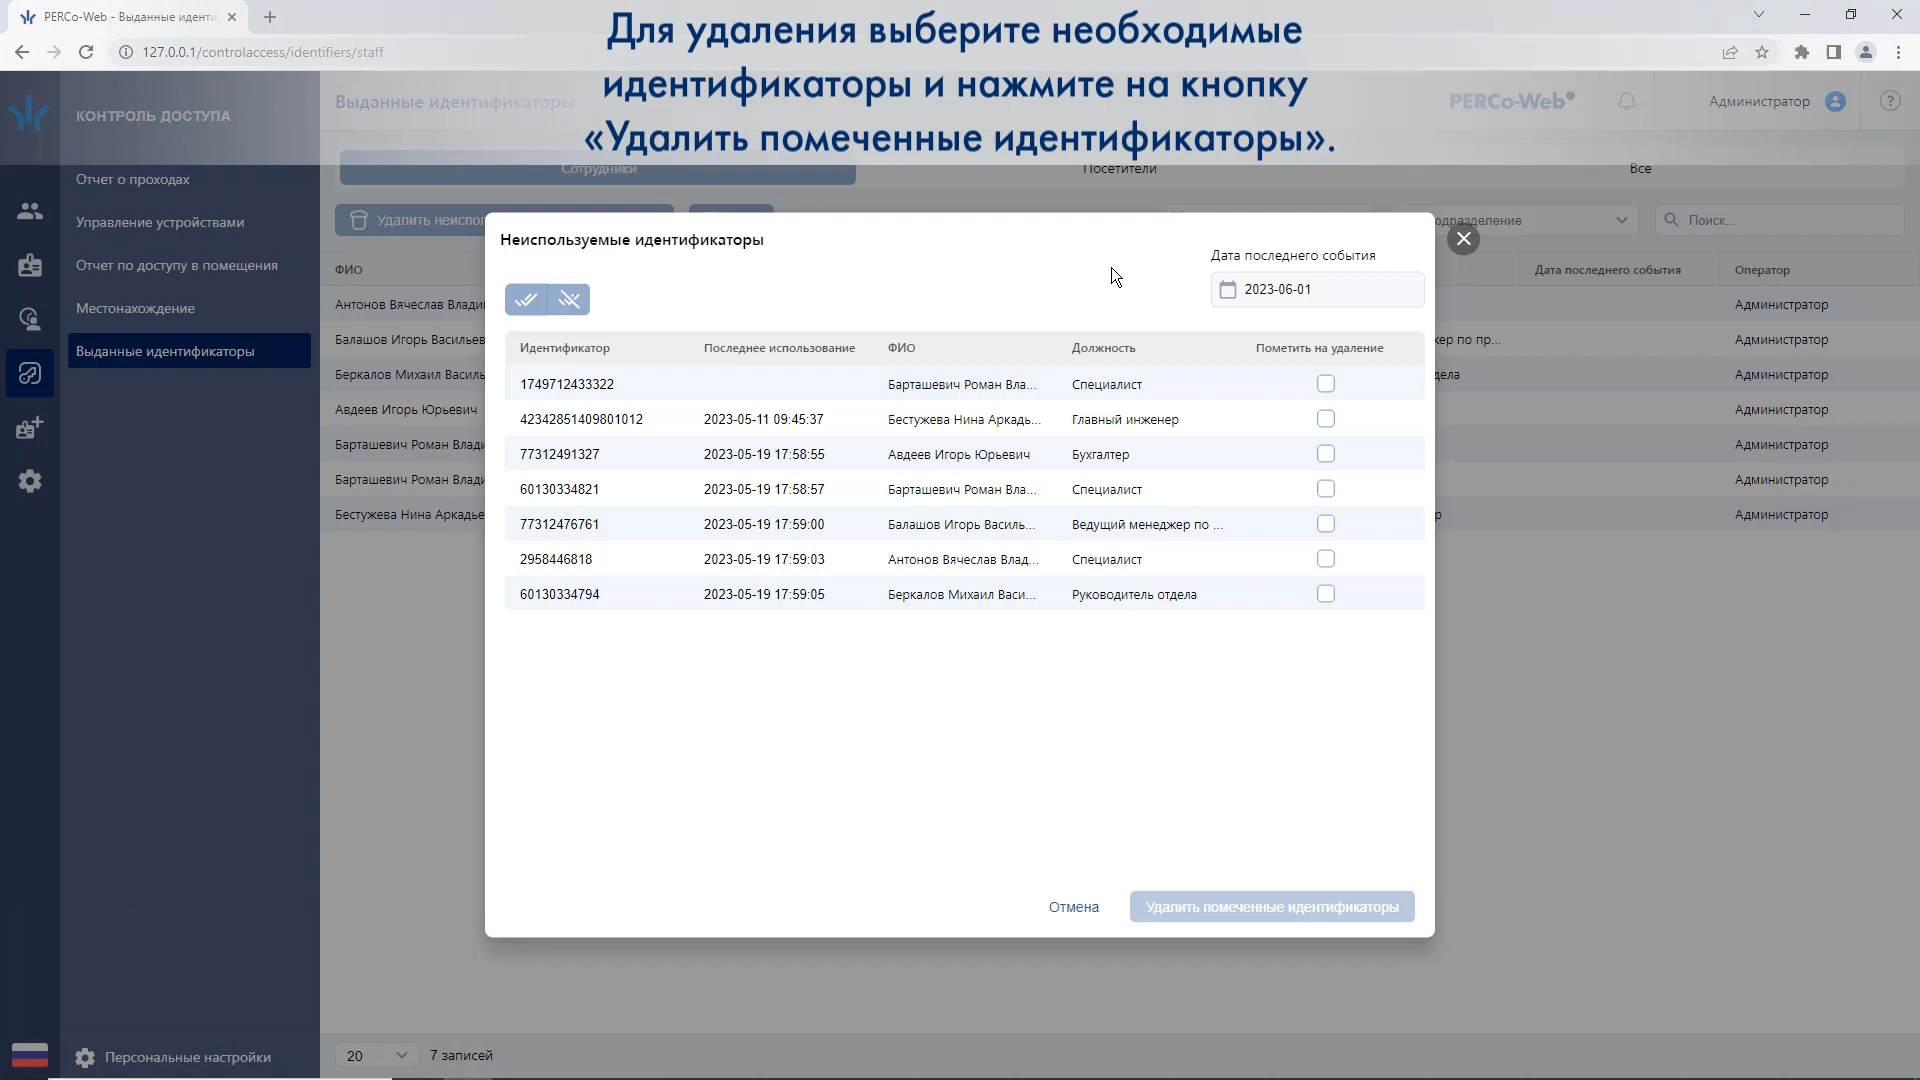 PERCo-Web - Выданные иденти
127.0.0.1/controlaccess/identifiers/staff
Для удаления выберите необходимые
идентификаторы и нажмите на кнопку
«Удалить помеченные идентификаторы».
КОНТРОЛЬ ДОСТУПА
Отчет о проходах
Управление устройствами
Отчет по доступу в помещения
Местонахождение
Выданные идентификаторы
Персональные настройки
Выданные идентификаторы
PERCo-Web
Администратор
?
Сотрудники
Посетители
Все
Удалить неиспол
одразделение
Поиск...
ФИО
Дата последнего события
Оператор
Антонов Вячеслав Влади
Администратор
Балашов Игорь Васильев
жер по пр...
Администратор
Беркалов Михаил Василь
дела
Администратор
Авдеев Игорь Юрьевич
Администратор
Барташевич Роман Влади
Администратор
Барташевич Роман Влади
Администратор
Бестужева Нина Аркадье
р
Администратор
Неиспользуемые идентификаторы
Дата последнего события
2023-06-01
Идентификатор Последнее использование ФИО Должность Пометить на удаление
1749712433322 Барташевич Роман Вла... Специалист
42342851409801012 2023-05-11 09:45:37 Бестужева Нина Аркадь... Главный инженер
77312491327 2023-05-19 17:58:55 Авдеев Игорь Юрьевич Бухгалтер
60130334821 2023-05-19 17:58:57 Барташевич Роман Вла... Специалист
77312476761 2023-05-19 17:59:00 Балашов Игорь Василь... Ведущий менеджер по ...
2958446818 2023-05-19 17:59:03 Антонов Вячеслав Влад... Специалист
60130334794 2023-05-19 17:59:05 Беркалов Михаил Васи... Руководитель отдела
Отмена
Удалить помеченные идентификаторы
20
7 записей